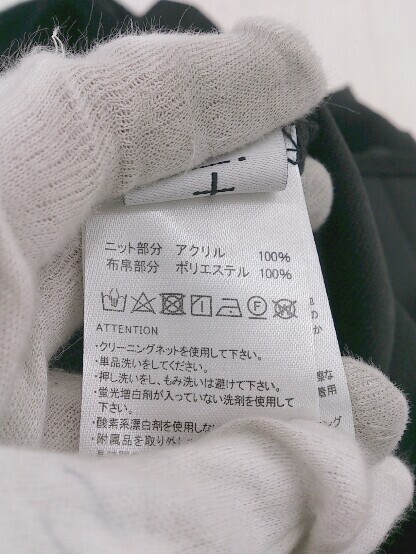 ニット部分 アクリル 100%
布帛部分 ポリエステル 100%
ATTENTION
・クリーニングネットを使用して下さい。
・単品洗いをしてください。
・押し洗いをし、もみ洗いは避けて下さい。
・蛍光増白剤が入っていない洗剤を使用して
下さい。
・酸素系漂白剤を使用しな
・附属品を取り外し